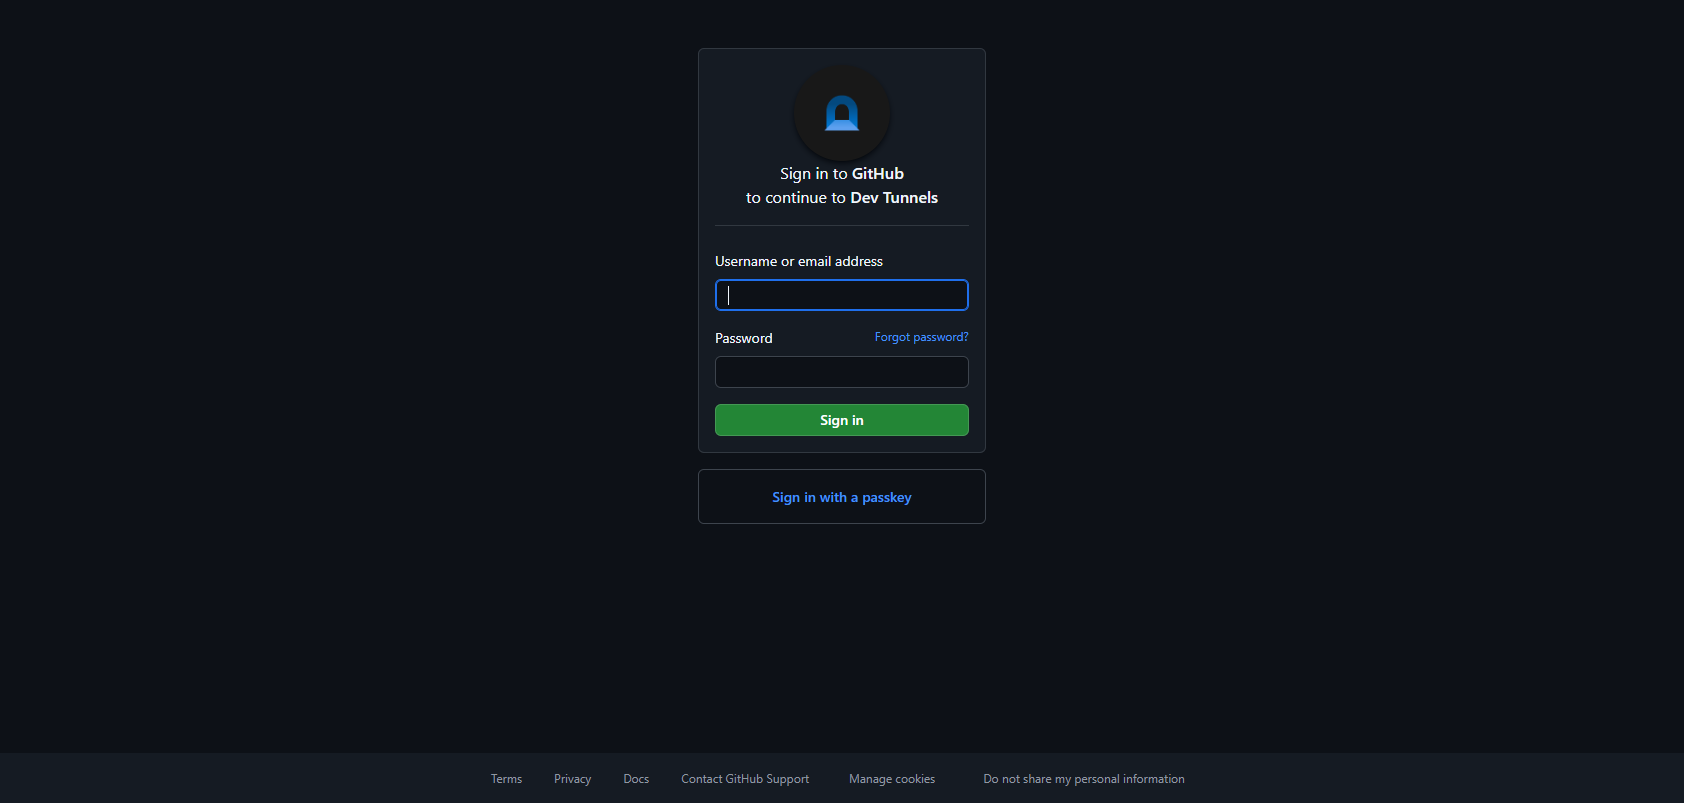 Sign in to GitHub
to continue to Dev Tunnels
Username or email address
Password
Forgot password?
Sign in
Sign in with a passkey
Terms
Privacy
Docs
Contact GitHub Support
Manage cookies
Do not share my personal information